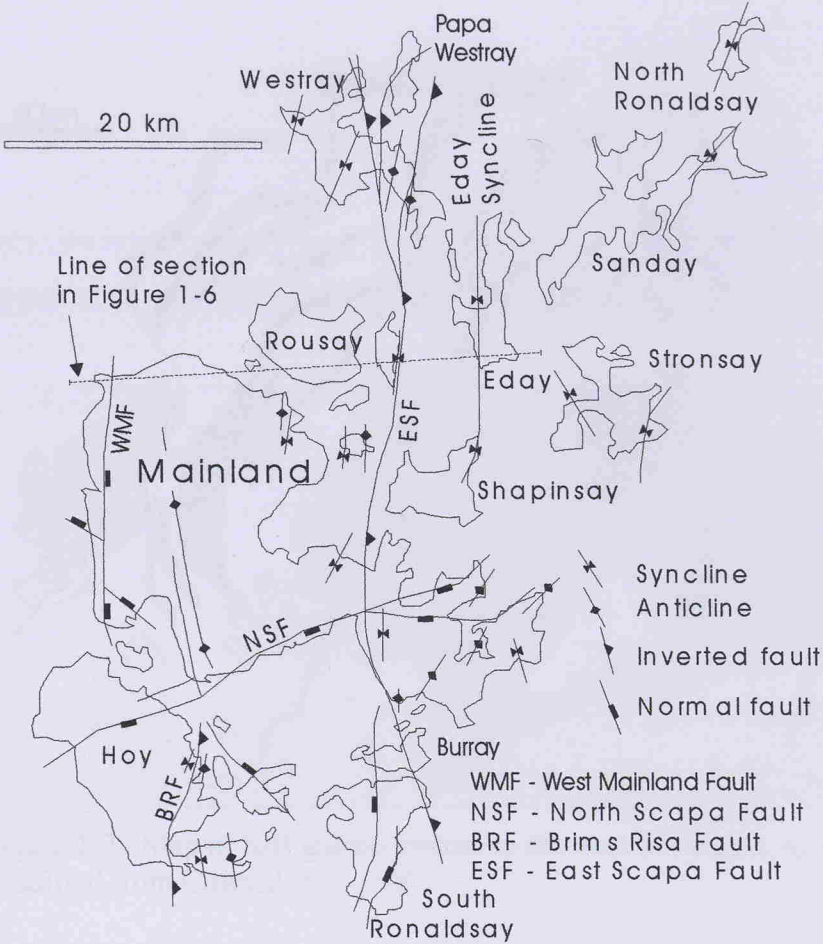 Papa
Westray
Westray
North
Ronaldsay
20 km
Eday
Syncline
Sanday
Line of section
in Figure 1-6
Rousay
Stronsay
Eday
WMF
ESF
Mainland
Shapinsay
Syncline
Anticline
NSF
Inverted fault
Normal fault
Hoy
Burray
BRF
WMF - West Mainland Fault
NSF - North Scapa Fault
BRF - Brims Risa Fault
ESF - East Scapa Fault
South
Ronaldsay